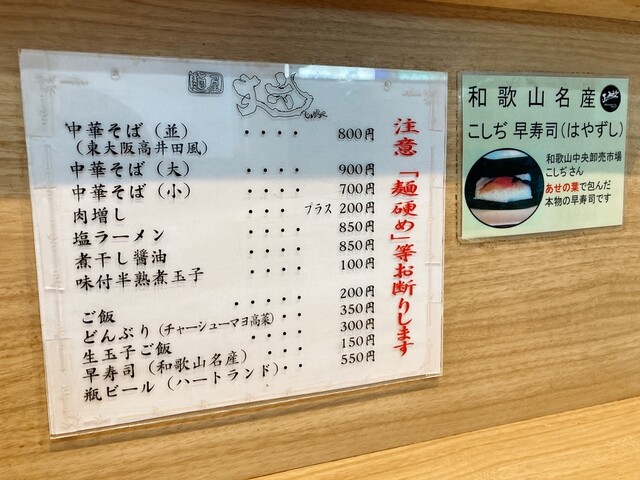 麺屋
中華そば（並）・・・・800円
（東大阪高井田風）
中華そば（大）・・・・900円
中華そば（小）・・・・700円
肉増し プラス 200円
塩ラーメン・・・・850円
煮干し醬油・・・・850円
味付半熟煮玉子・・・・100円
ご飯・・・・・200円
どんぶり（チャーシューマヨ高菜）・・350円
生玉子ご飯・・・・300円
早寿司（和歌山名産）・・・150円
瓶ビール（ハートランド）・・550円
注意「麺硬め」等お断りします
和歌山名産
こしぢ 早寿司（はやずし）
和歌山中央卸売市場
こしぢさん
あせの葉で包んだ
本物の早寿司です